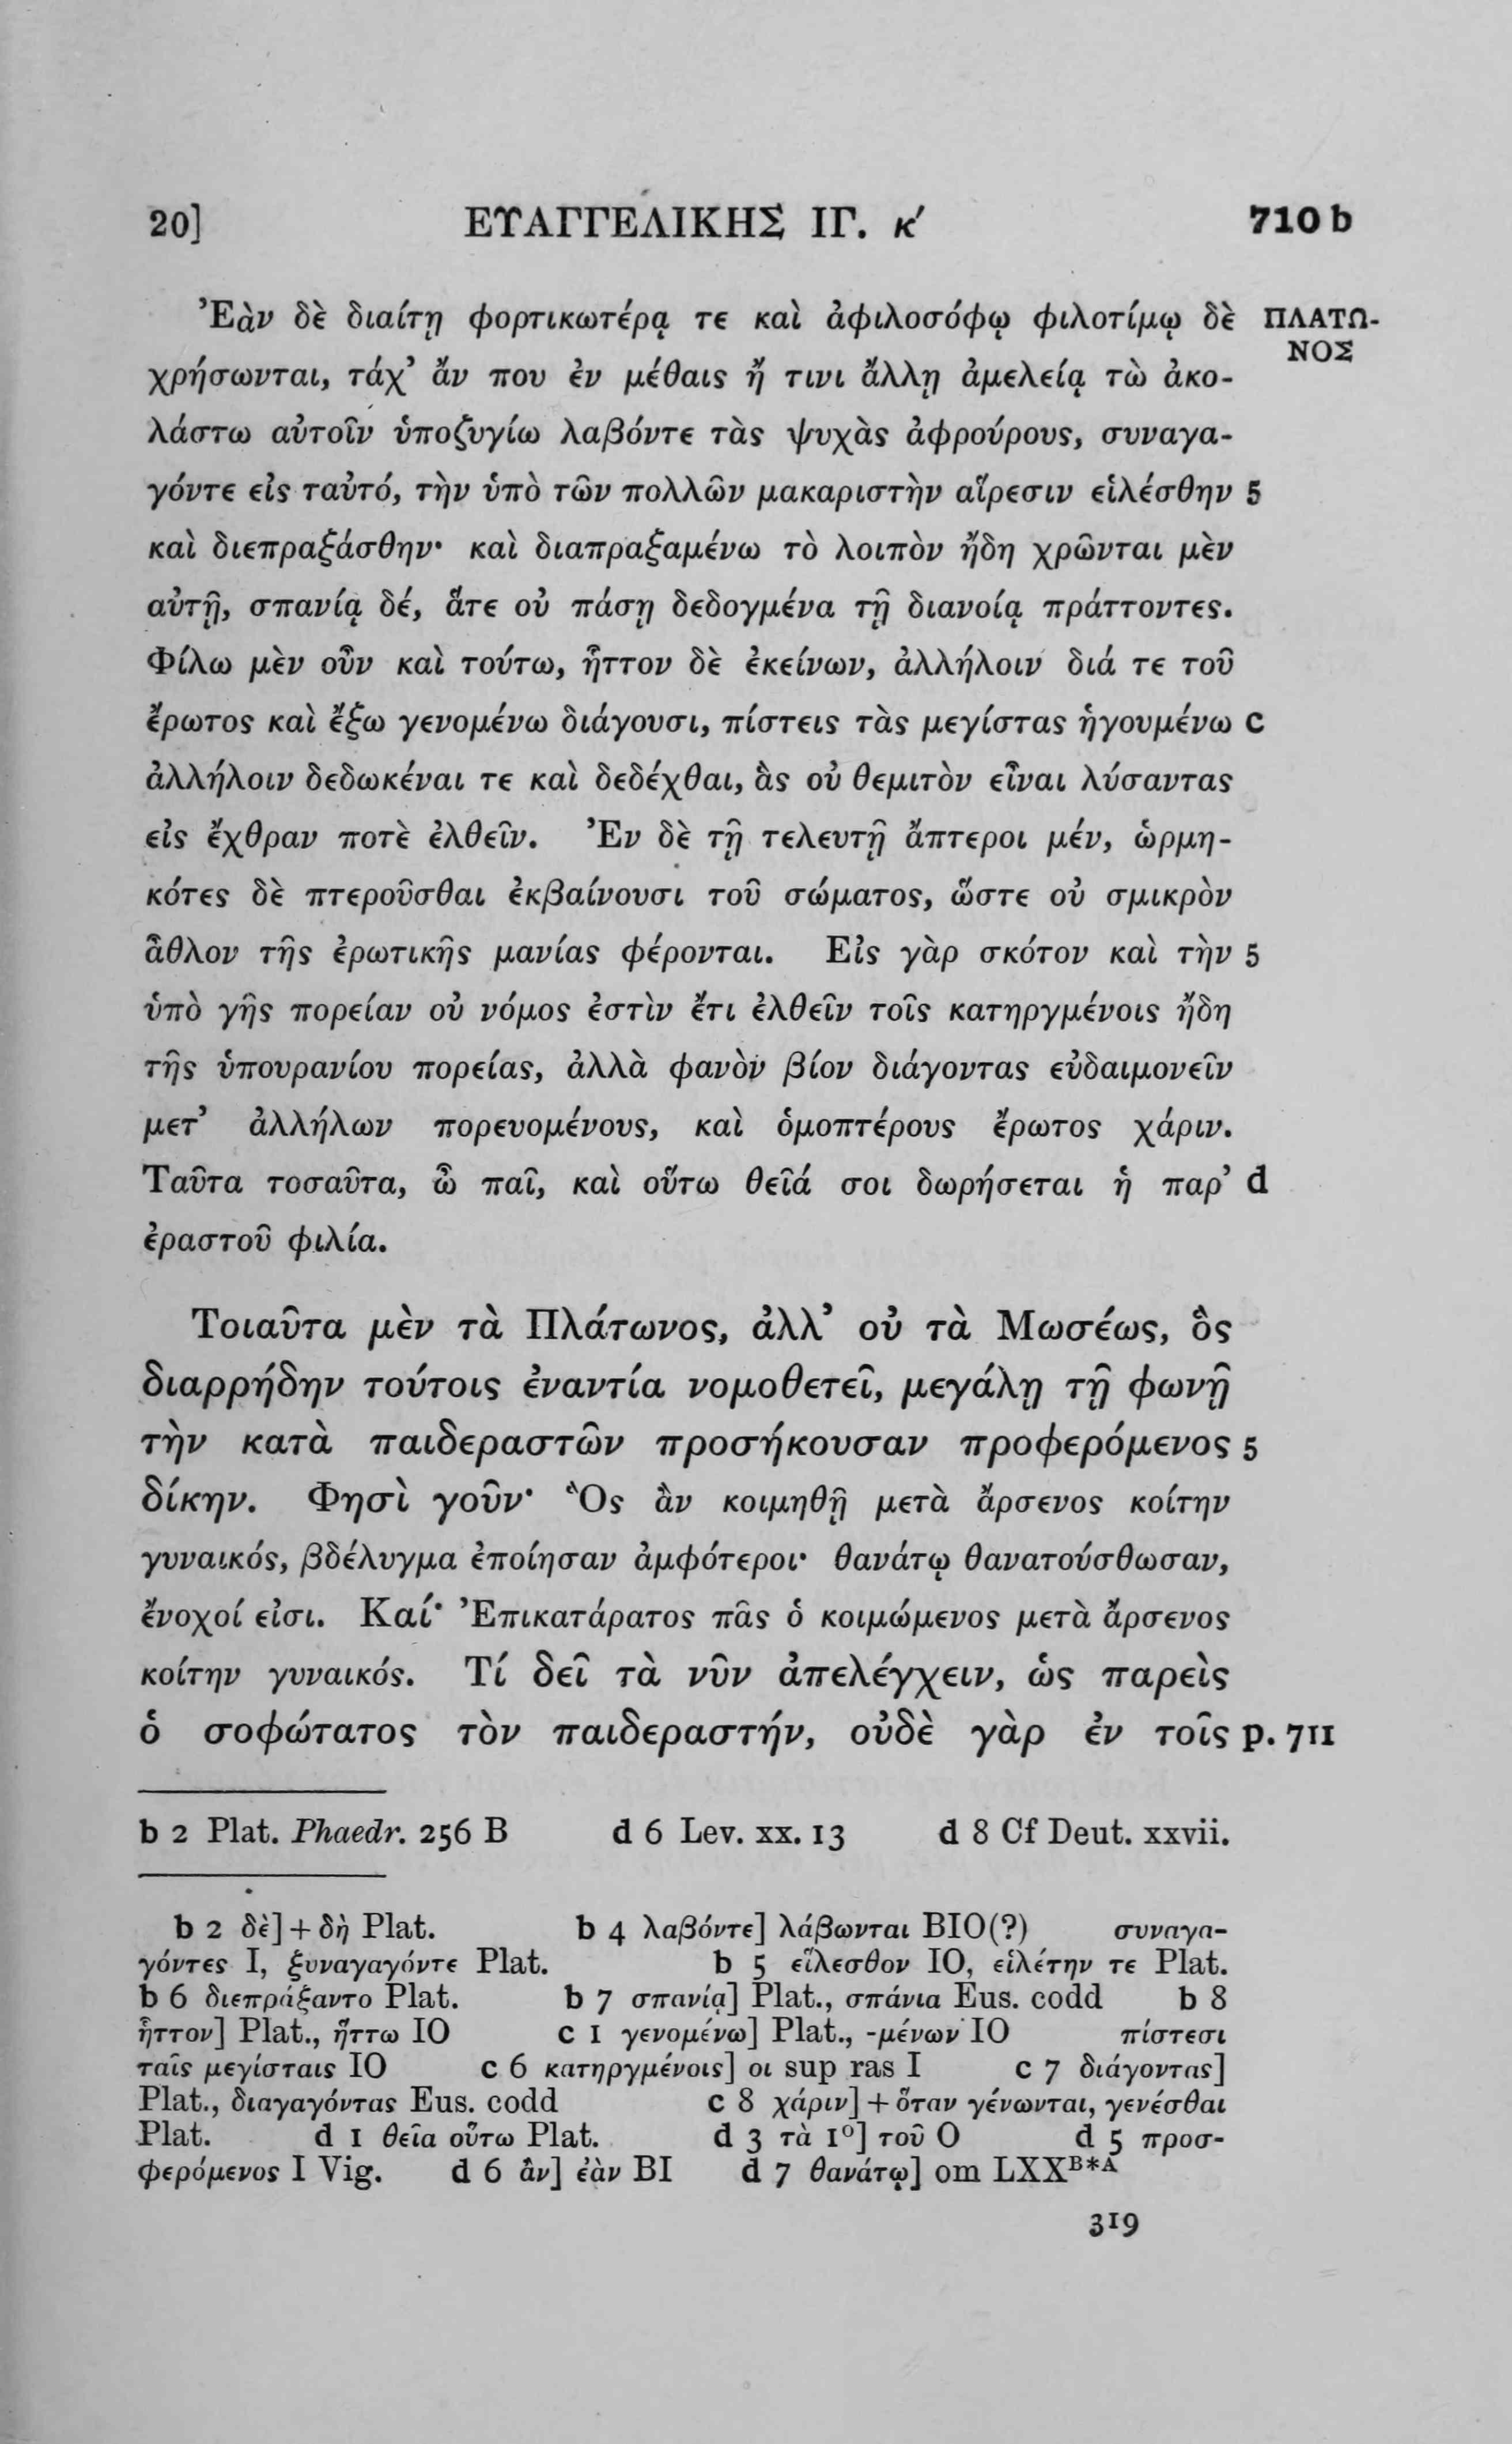 20] ΕΥΑΓΓΕΛΙΚΗΣ ΙΓ. κ′ 710 b
Ἐὰν δὲ διαίτῃ φορτικωτέρᾳ τε καὶ ἀφιλοσόφῳ φιλοτίμῳ δὲ ΠΛΑΤΩ-
ΝΟΣ
χρήσωνται, τάχ’ ἄν που ἐν μέθαις ἤ τινι ἄλλῃ ἀμελείᾳ τὼ ἀκο-
λάστω αὐτοῖν ὑποζυγίω λαβόντε τὰς ψυχὰς ἀφρούρους, συναγα-
γόντε εἰς ταὐτό, τὴν ὑπὸ τῶν πολλῶν μακαριστὴν αἵρεσιν εἱλέσθην 5
καὶ διεπραξάσθην· καὶ διαπραξαμένω τὸ λοιπὸν ἤδη χρῶνται μὲν
αὐτῇ, σπανίᾳ δέ, ἅτε οὐ πάσῃ δεδογμένα τῇ διανοίᾳ πράττοντες.
Φίλω μὲν οὖν καὶ τούτω, ἧττον δὲ ἐκείνων, ἀλλήλοιν διά τε τοῦ
ἔρωτος καὶ ἔξω γενομένω διάγουσι, πίστεις τὰς μεγίστας ἡγουμένω c
ἀλλήλοιν δεδωκέναι τε καὶ δεδέχθαι, ἃς οὐ θεμιτὸν εἶναι λύσαντας
εἰς ἔχθραν ποτὲ ἐλθεῖν. Ἐν δὲ τῇ τελευτῇ ἄπτεροι μέν, ὡρμη-
κότες δὲ πτεροῦσθαι ἐκβαίνουσι τοῦ σώματος, ὥστε οὐ σμικρὸν
ἆθλον τῆς ἐρωτικῆς μανίας φέρονται. Εἰς γὰρ σκότον καὶ τὴν 5
ὑπὸ γῆς πορείαν οὐ νόμος ἐστὶν ἔτι ἐλθεῖν τοῖς κατηργμένοις ἤδη
τῆς ὑπουρανίου πορείας, ἀλλὰ φανὸν βίον διάγοντας εὐδαιμονεῖν
μετ’ ἀλλήλων πορευομένους, καὶ ὁμοπτέρους ἔρωτος χάριν.
Ταῦτα τοσαῦτα, ὦ παῖ, καὶ οὕτω θεῖά σοι δωρήσεται ἡ παρ’ d
ἐραστοῦ φιλία.
Τοιαῦτα μὲν τὰ Πλάτωνος, ἀλλ’ οὐ τὰ Μωσέως, ὃς
διαρρήδην τούτοις ἐναντία νομοθετεῖ, μεγάλῃ τῇ φωνῇ
τὴν κατὰ παιδεραστῶν προσήκουσαν προφερόμενος 5
δίκην. Φησὶ γοῦν· Ὃς ἂν κοιμηθῇ μετὰ ἄρσενος κοίτην
γυναικός, βδέλυγμα ἐποίησαν ἀμφότεροι· θανάτῳ θανατούσθωσαν,
ἔνοχοί εἰσι. Καί· Ἐπικατάρατος πᾶς ὁ κοιμώμενος μετὰ ἄρσενος
κοίτην γυναικός. Τί δεῖ τὰ νῦν ἀπελέγχειν, ὡς παρεὶς
ὁ σοφώτατος τὸν παιδεραστήν, οὐδὲ γὰρ ἐν τοῖς p. 711
b 2 Plat. Phaedr. 256 B d 6 Lev. xx. 13 d 8 Cf Deut. xxvii.
b 2 δὲ] + δὴ Plat. b 4 λαβόντε] λάβωνται BIO(?) συναγα-
γόντες I, ξυναγαγόντε Plat. b 5 εἵλεσθον IO, εἱλέτην τε Plat.
b 6 διεπράξαντο Plat. b 7 σπανίᾳ] Plat., σπάνια Eus. codd b 8
ἧττον] Plat., ἥττω IO c 1 γενομένω] Plat., -μένων IO πίστεσι
ταῖς μεγίσταις IO c 6 κατηργμένοις] οι sup ras I c 7 διάγοντας]
Plat., διαγαγόντας Eus. codd c 8 χάριν] + ὅταν γένωνται, γενέσθαι
Plat. d 1 θεῖα οὕτω Plat. d 3 τὰ 1º] τοῦ O d 5 προσ-
φερόμενος I Vig. d 6 ἂν] ἐὰν BI d 7 θανάτῳ] om LXXᴮ*ᴬ
319